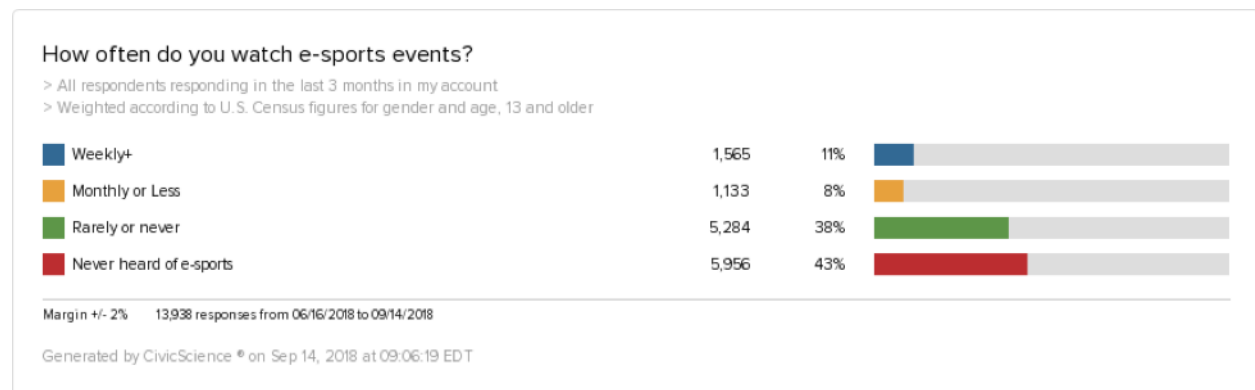 How often do you watch e-sports events?
> All respondents responding in the last 3 months in my account
> Weighted according to U.S. Census figures for gender and age, 13 and older
Weekly+ 1,565 11%
Monthly or Less 1,133 8%
Rarely or never 5,284 38%
Never heard of e-sports 5,956 43%
Margin +/- 2% 13,938 responses from 06/16/2018 to 09/14/2018
Generated by CivicScience ® on Sep 14, 2018 at 09:06:19 EDT